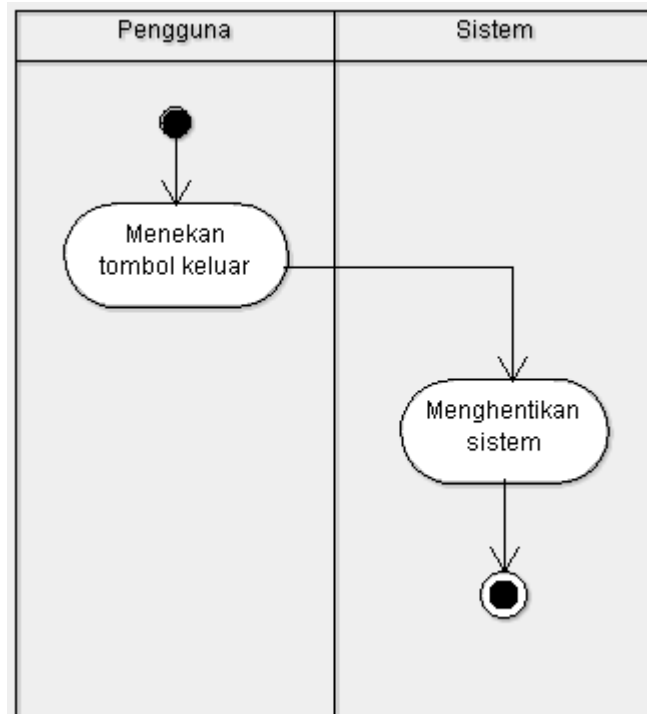 Pengguna
Sistem
Menekan
tombol keluar
Menghentikan
sistem